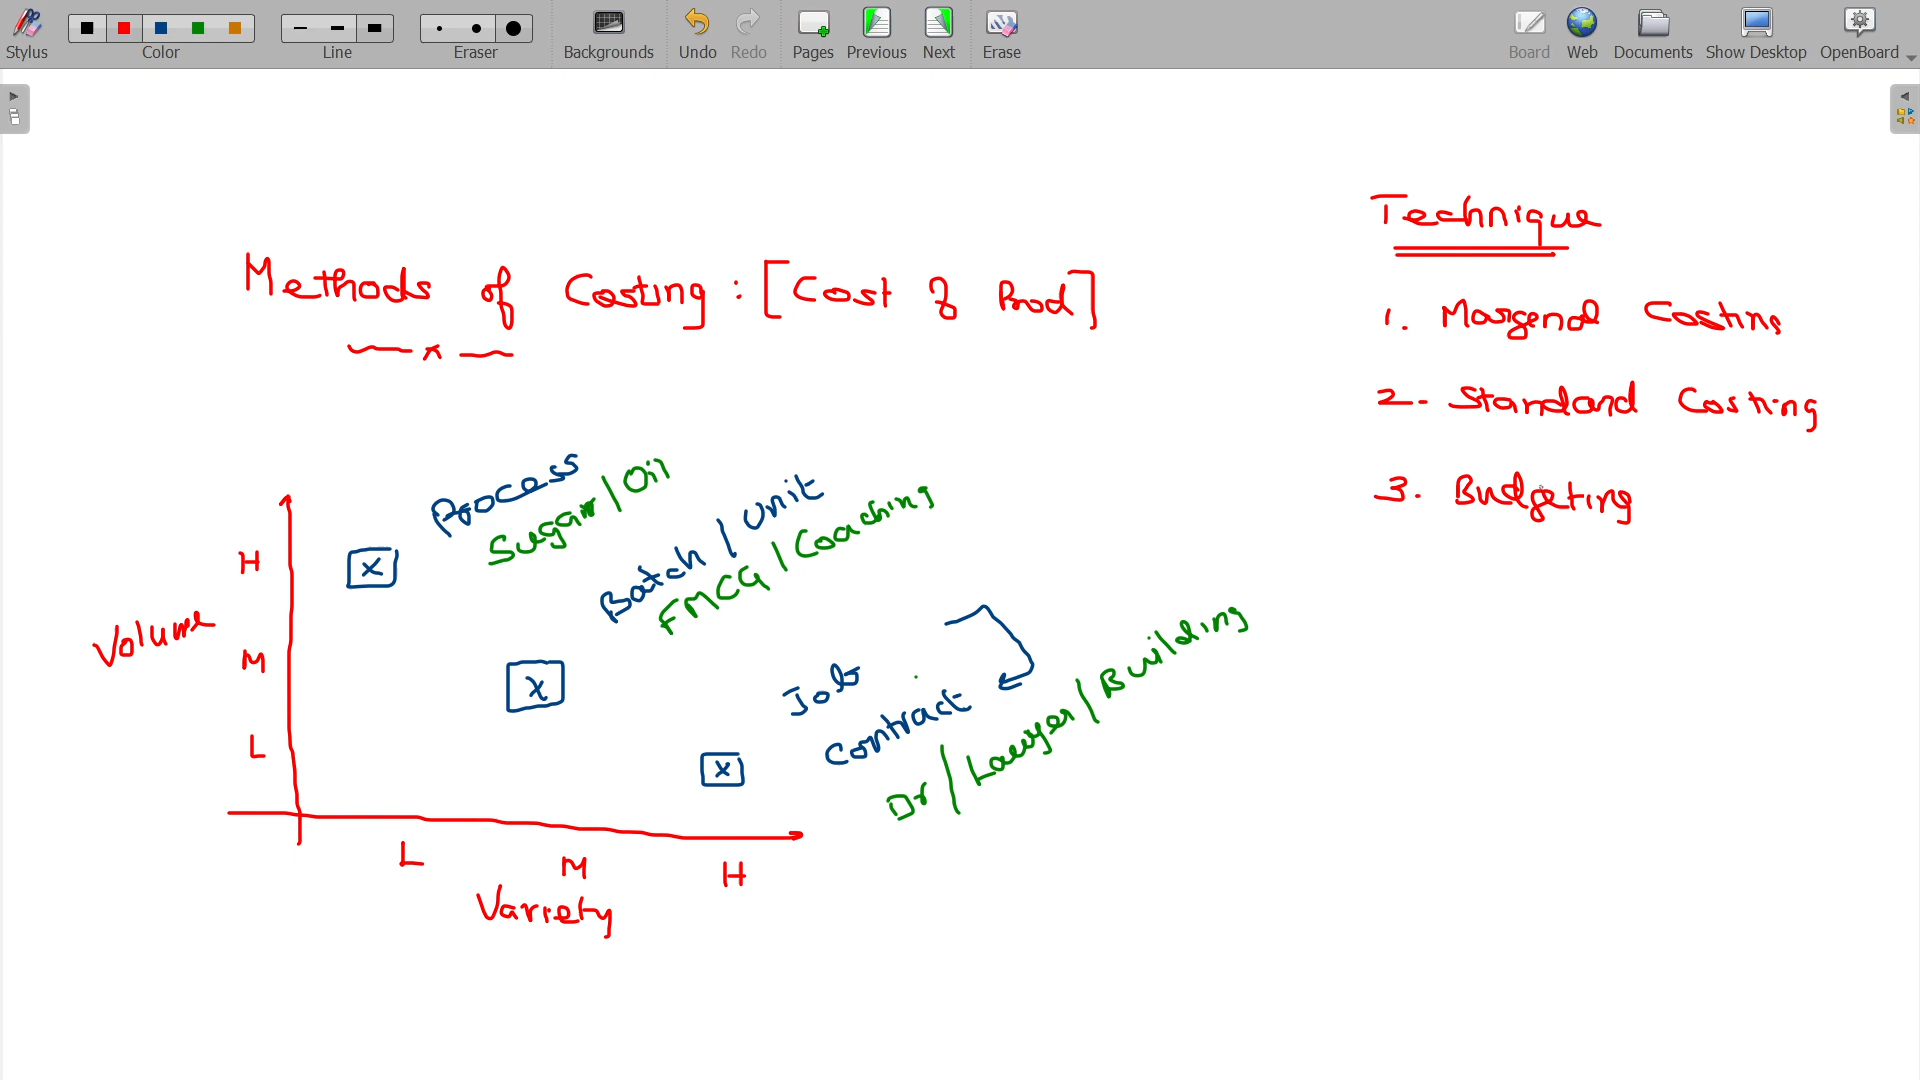 Stylus Color Line Eraser Backgrounds Undo Redo Pages Previous Next Erase Board Web Documents Show Desktop OpenBoard
Technique
Methods of Costing : [Cost of Prod]
1. Marginal Costing
2. Standard Costing
3. Budgeting
Process
Sugar / Oil
Batch / Unit
FMCG / Coaching
H
x
Volume
M
x
Job
Contract
Dr / Lawyer / Building
L
x
L M H
Variety